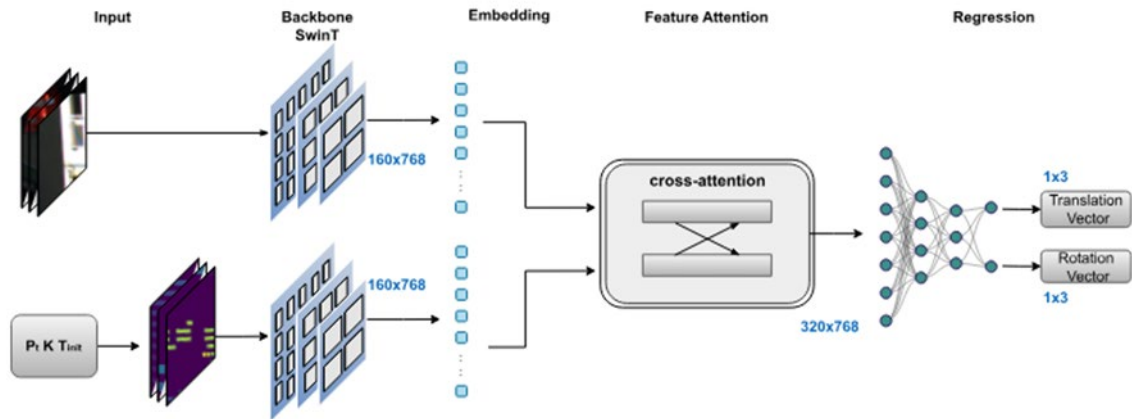 Input
Backbone
SwinT
Embedding
Feature Attention
Regression
160x768
cross-attention
1x3
Translation
Vector
160x768
Rotation
Vector
1x3
320x768
Pt K Tinit